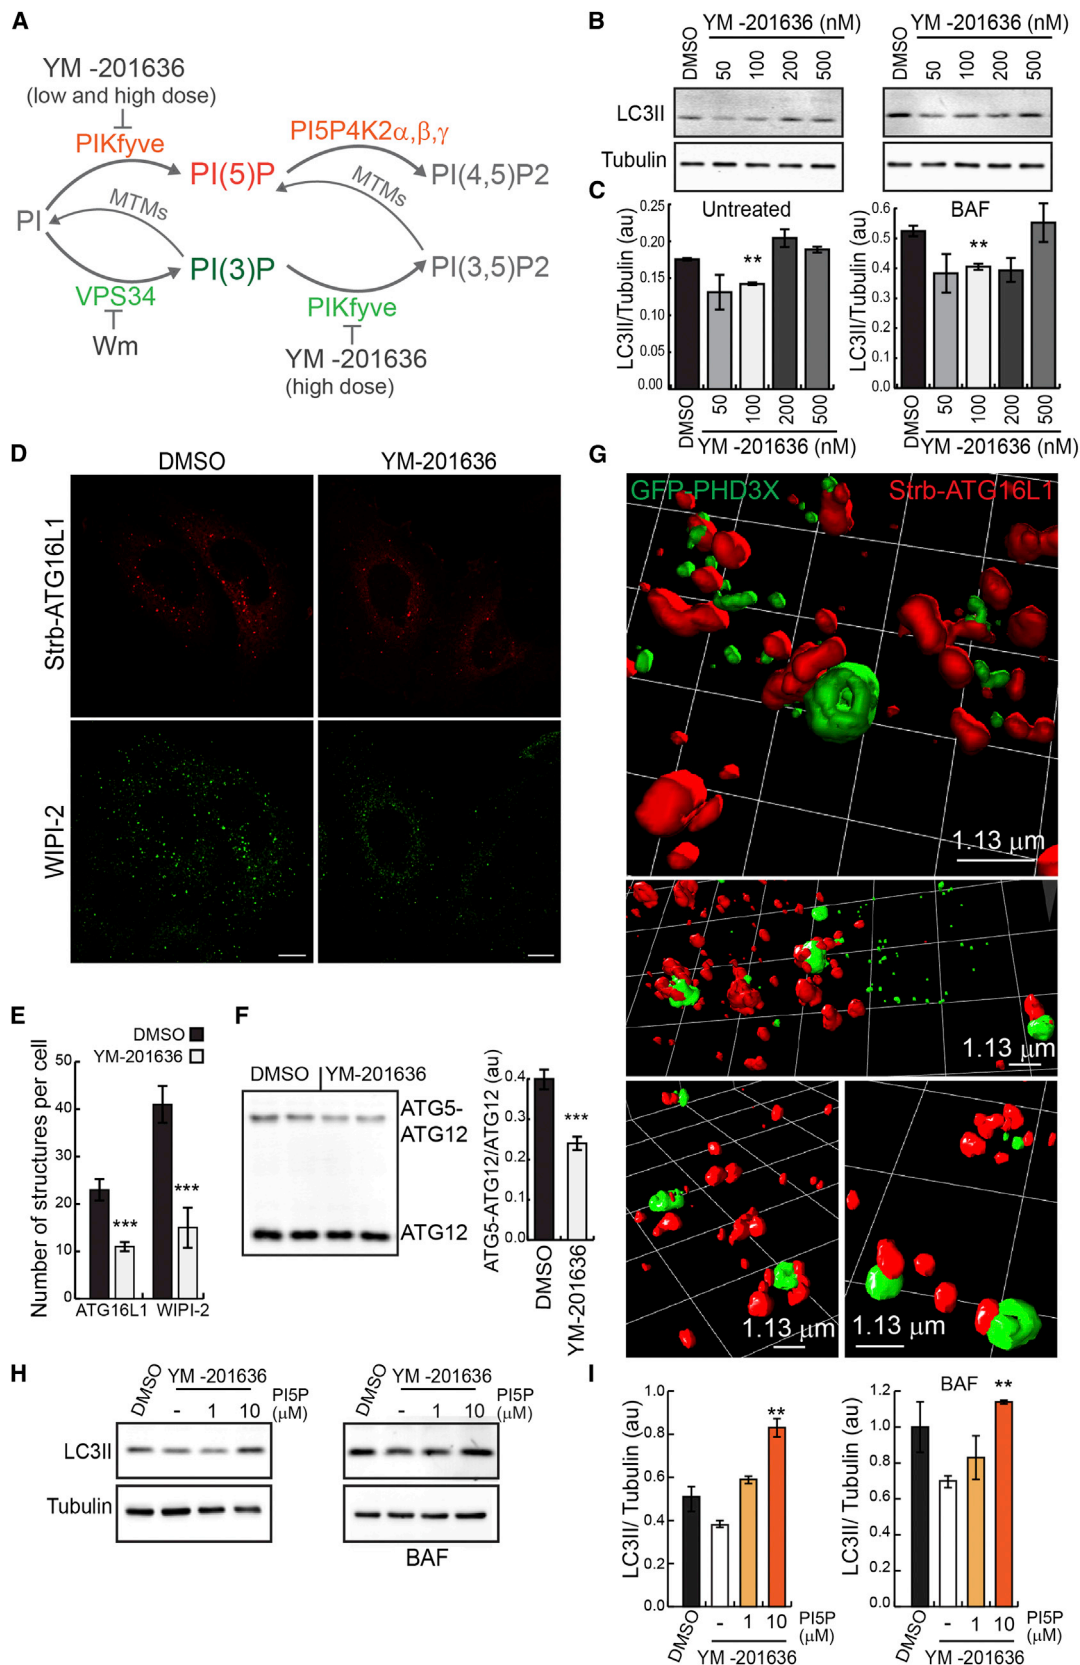 A
YM -201636
(low and high dose)
PIKfyve
PI5P4K2α,β,γ
PI(5)P
PI(4,5)P2
MTMs
MTMs
PI
PI(3)P
PI(3,5)P2
VPS34
PIKfyve
Wm
YM -201636
(high dose)
B
YM -201636 (nM)
YM -201636 (nM)
DMSO
50
100
200
500
DMSO
50
100
200
500
LC3II
Tubulin
C
LC3II/Tubulin (au)
Untreated
0.25
0.20
0.15
0.10
0.05
0.00
**
DMSO
50
100
200
500
YM -201636 (nM)
LC3II/Tubulin (au)
BAF
0.6
0.5
0.4
0.3
0.2
0.1
0.0
**
DMSO
50
100
200
500
YM -201636 (nM)
D
DMSO
YM-201636
Strb-ATG16L1
WIPI-2
G
GFP-PHD3X
Strb-ATG16L1
1.13 μm
1.13 μm
1.13 μm
1.13 μm
E
DMSO
YM-201636
Number of structures per cell
50
40
30
20
10
0
***
***
ATG16L1
WIPI-2
F
DMSO
YM-201636
ATG5-
ATG12
ATG12
ATG5-ATG12/ATG12 (au)
0.4
0.3
0.2
0.1
0.0
***
DMSO
YM-201636
H
DMSO
YM -201636
- 1 10
PI5P
(μM)
DMSO
YM -201636
- 1 10
PI5P
(μM)
LC3II
Tubulin
BAF
I
LC3II/ Tubulin (au)
1.0
0.8
0.6
0.4
0.2
0.0
**
DMSO
- 1 10
PI5P
(μM)
YM -201636
LC3II/ Tubulin (au)
BAF
1.2
1.0
0.8
0.6
0.4
0.2
0.0
**
DMSO
- 1 10
PI5P
(μM)
YM -201636